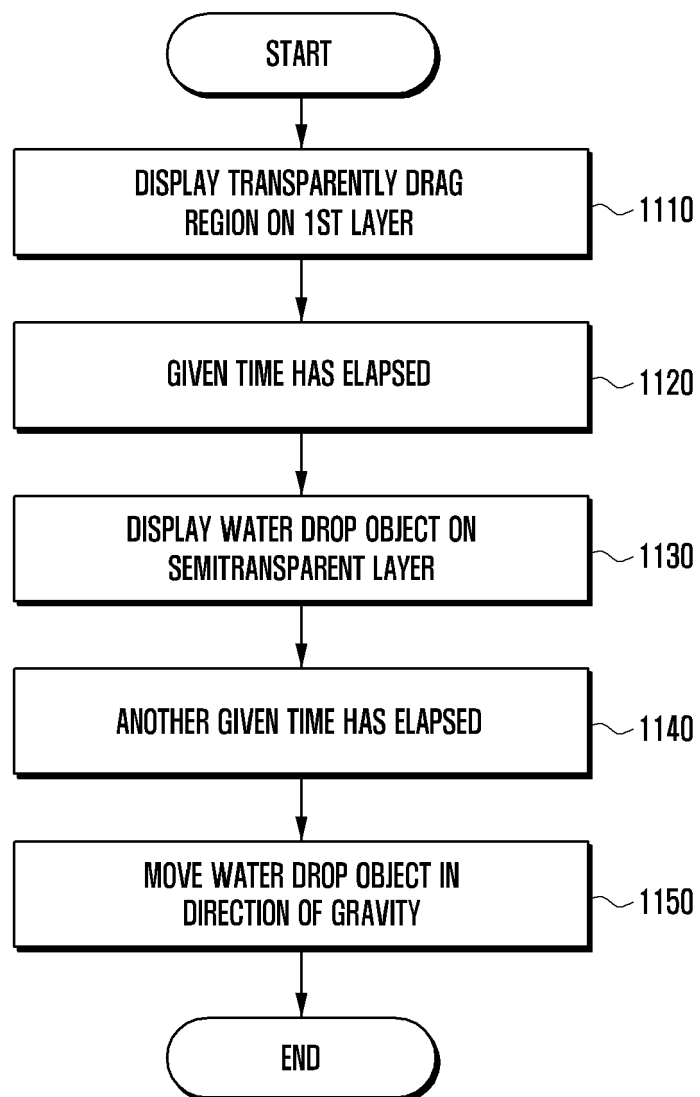 START
DISPLAY TRANSPARENTLY DRAG
REGION ON 1ST LAYER
1110
GIVEN TIME HAS ELAPSED
1120
DISPLAY WATER DROP OBJECT ON
SEMITRANSPARENT LAYER
1130
ANOTHER GIVEN TIME HAS ELAPSED
1140
MOVE WATER DROP OBJECT IN
DIRECTION OF GRAVITY
1150
END